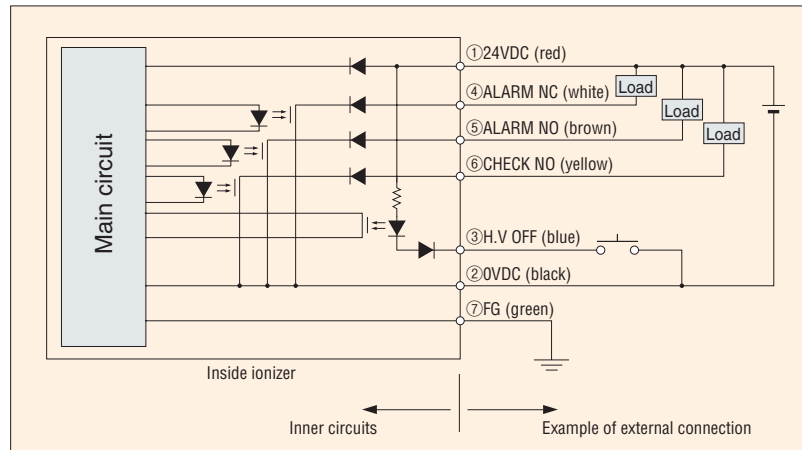 ①24VDC (red)
④ALARM NC (white)
Load
⑤ALARM NO (brown)
Load
Load
⑥CHECK NO (yellow)
Main circuit
③H.V OFF (blue)
②0VDC (black)
⑦FG (green)
Inside ionizer
Inner circuits
Example of external connection